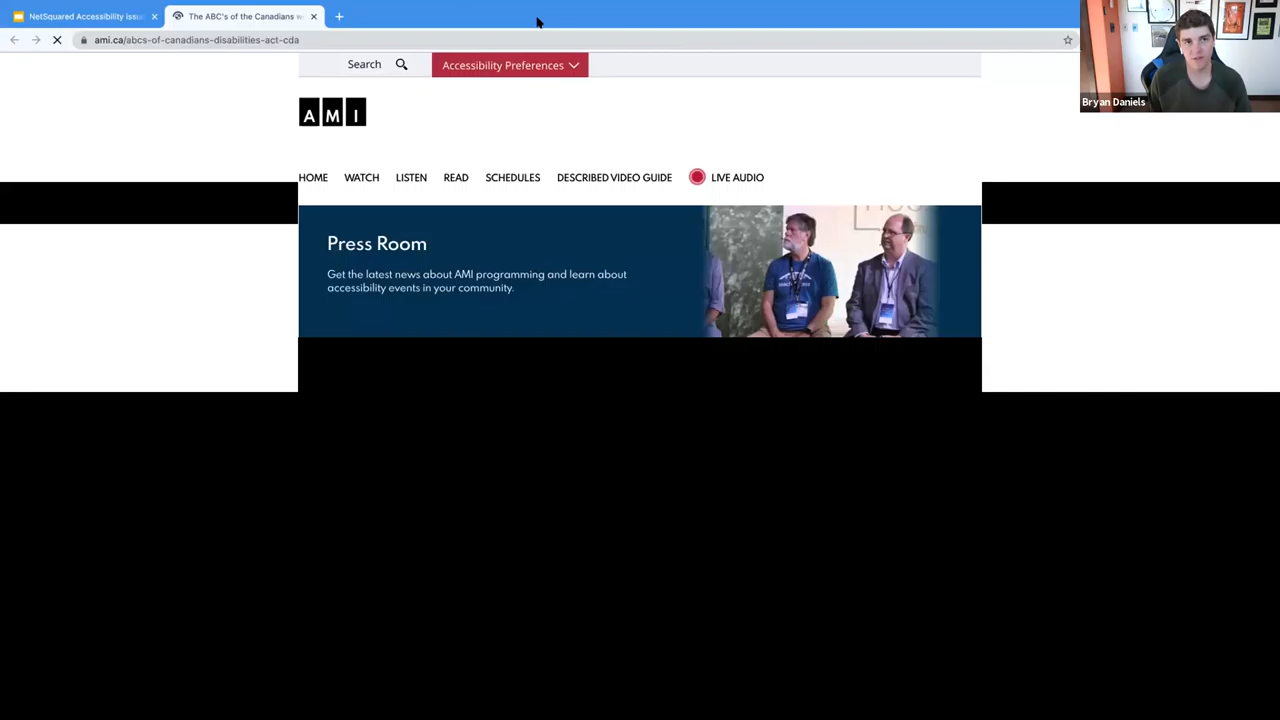 NetSquared Accessibility issu
The ABC's of the Canadians w
ami.ca/abcs-of-canadians-disabilities-act-cda
Search
Accessibility Preferences
AMI
HOME WATCH LISTEN READ SCHEDULES DESCRIBED VIDEO GUIDE LIVE AUDIO
Press Room
Get the latest news about AMI programming and learn about
accessibility events in your community.
Bryan Daniels